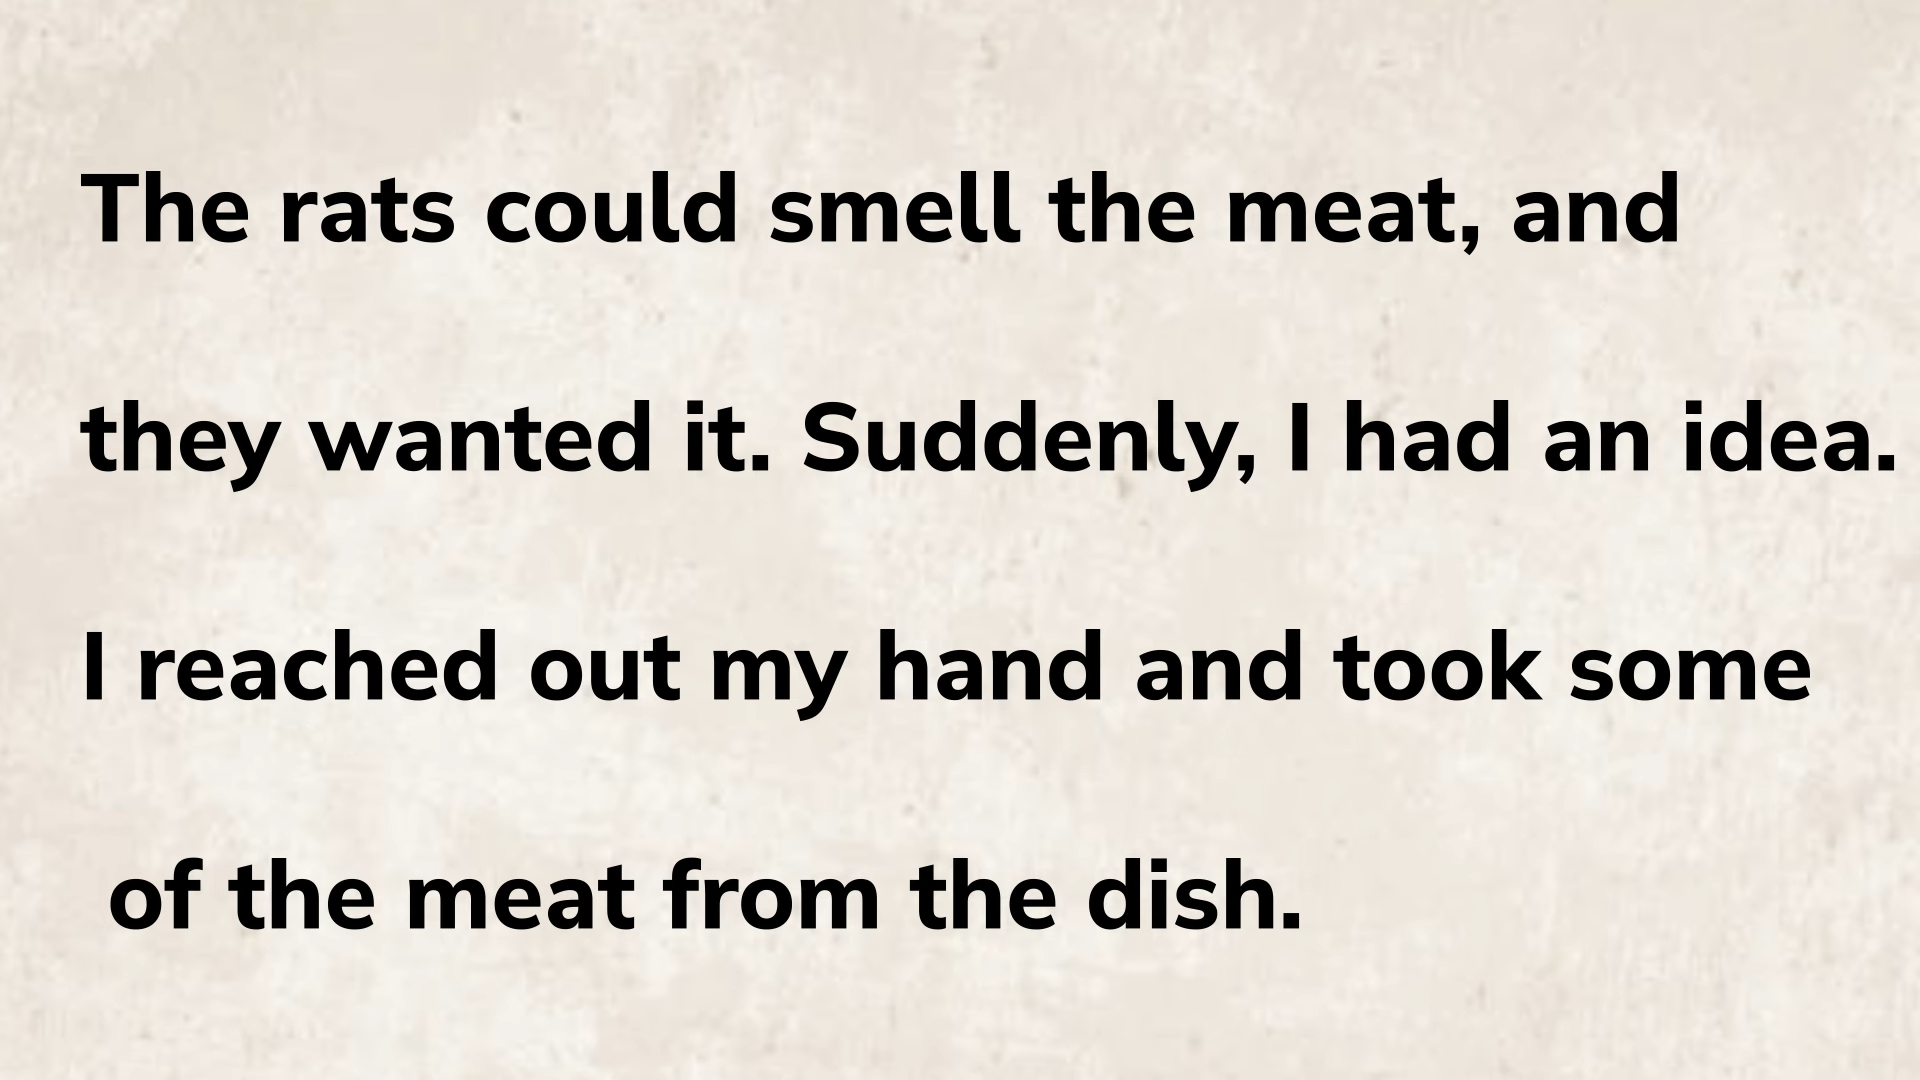 The rats could smell the meat, and
they wanted it. Suddenly, I had an idea.
I reached out my hand and took some
of the meat from the dish.